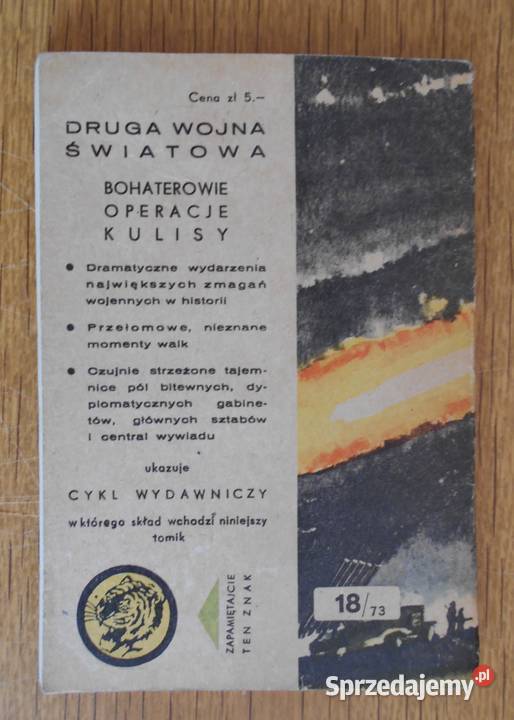 Cena zł 5.—
DRUGA WOJNA
ŚWIATOWA
BOHATEROWIE
OPERACJE
KULISY
● Dramatyczne wydarzenia
największych zmagań
wojennych w historii
● Przełomowe, nieznane
momenty walk
● Czujnie strzeżone tajem-
nice pól bitewnych, dy-
plomatycznych gabine-
tów, głównych sztabów
i central wywiadu
ukazuje
CYKL WYDAWNICZY
w którego skład wchodzi niniejszy
tomik
ZAPAMIĘTAJCIE
TEN ZNAK
18/73
Sprzedajemy.pl